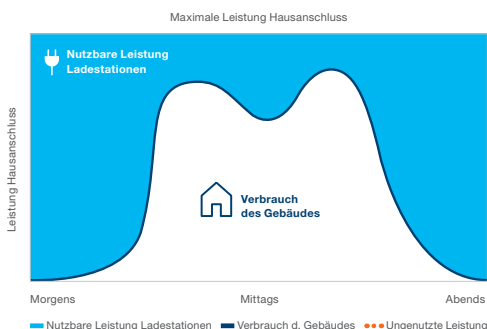 Maximale Leistung Hausanschluss
Nutzbare Leistung
Ladestationen
Leistung Hausanschluss
Verbrauch
des Gebäudes
Morgens Mittags Abends
Nutzbare Leistung Ladestationen Verbrauch d. Gebäudes Ungenutzte Leistung